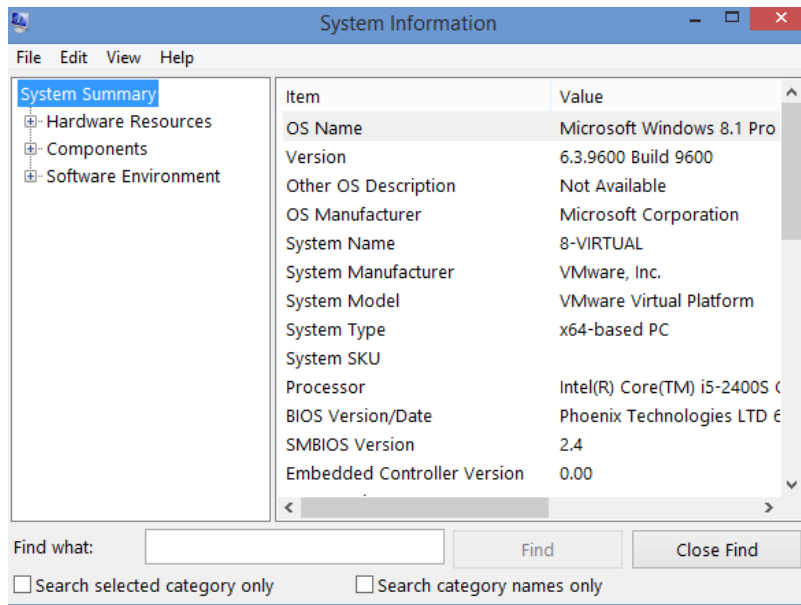 System Information
File Edit View Help
System Summary
Hardware Resources
Components
Software Environment
Item Value
OS Name Microsoft Windows 8.1 Pro
Version 6.3.9600 Build 9600
Other OS Description Not Available
OS Manufacturer Microsoft Corporation
System Name 8-VIRTUAL
System Manufacturer VMware, Inc.
System Model VMware Virtual Platform
System Type x64-based PC
System SKU
Processor Intel(R) Core(TM) i5-2400S
BIOS Version/Date Phoenix Technologies LTD 6
SMBIOS Version 2.4
Embedded Controller Version 0.00
Find what: Find Close Find
Search selected category only Search category names only